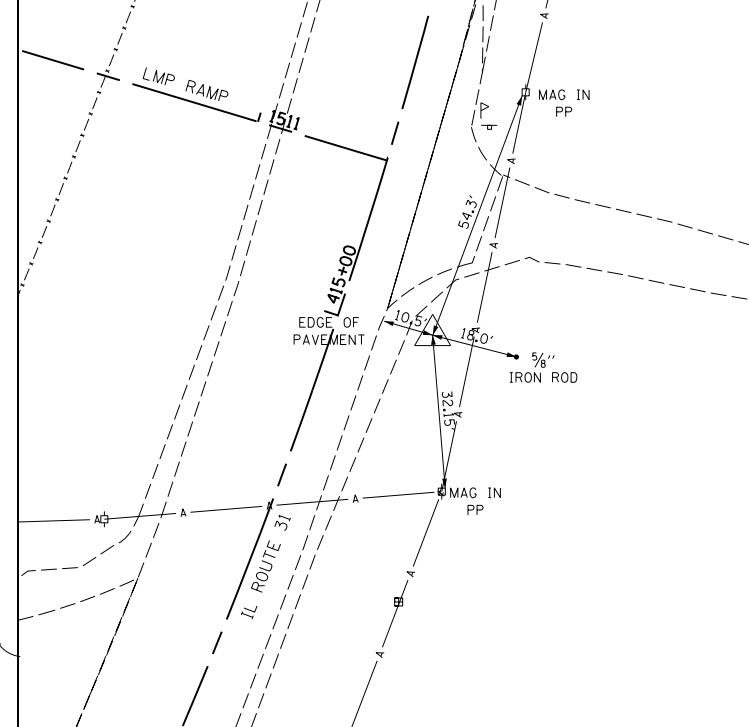 A
MAG IN
PP
LMP RAMP
1511
A
54.3'
A
415+00
EDGE OF
PAVEMENT
10.5'
18.0'
A
5/8''
IRON ROD
32.15'
A
MAG IN
PP
A
A
A
A
IL ROUTE 31
A
A